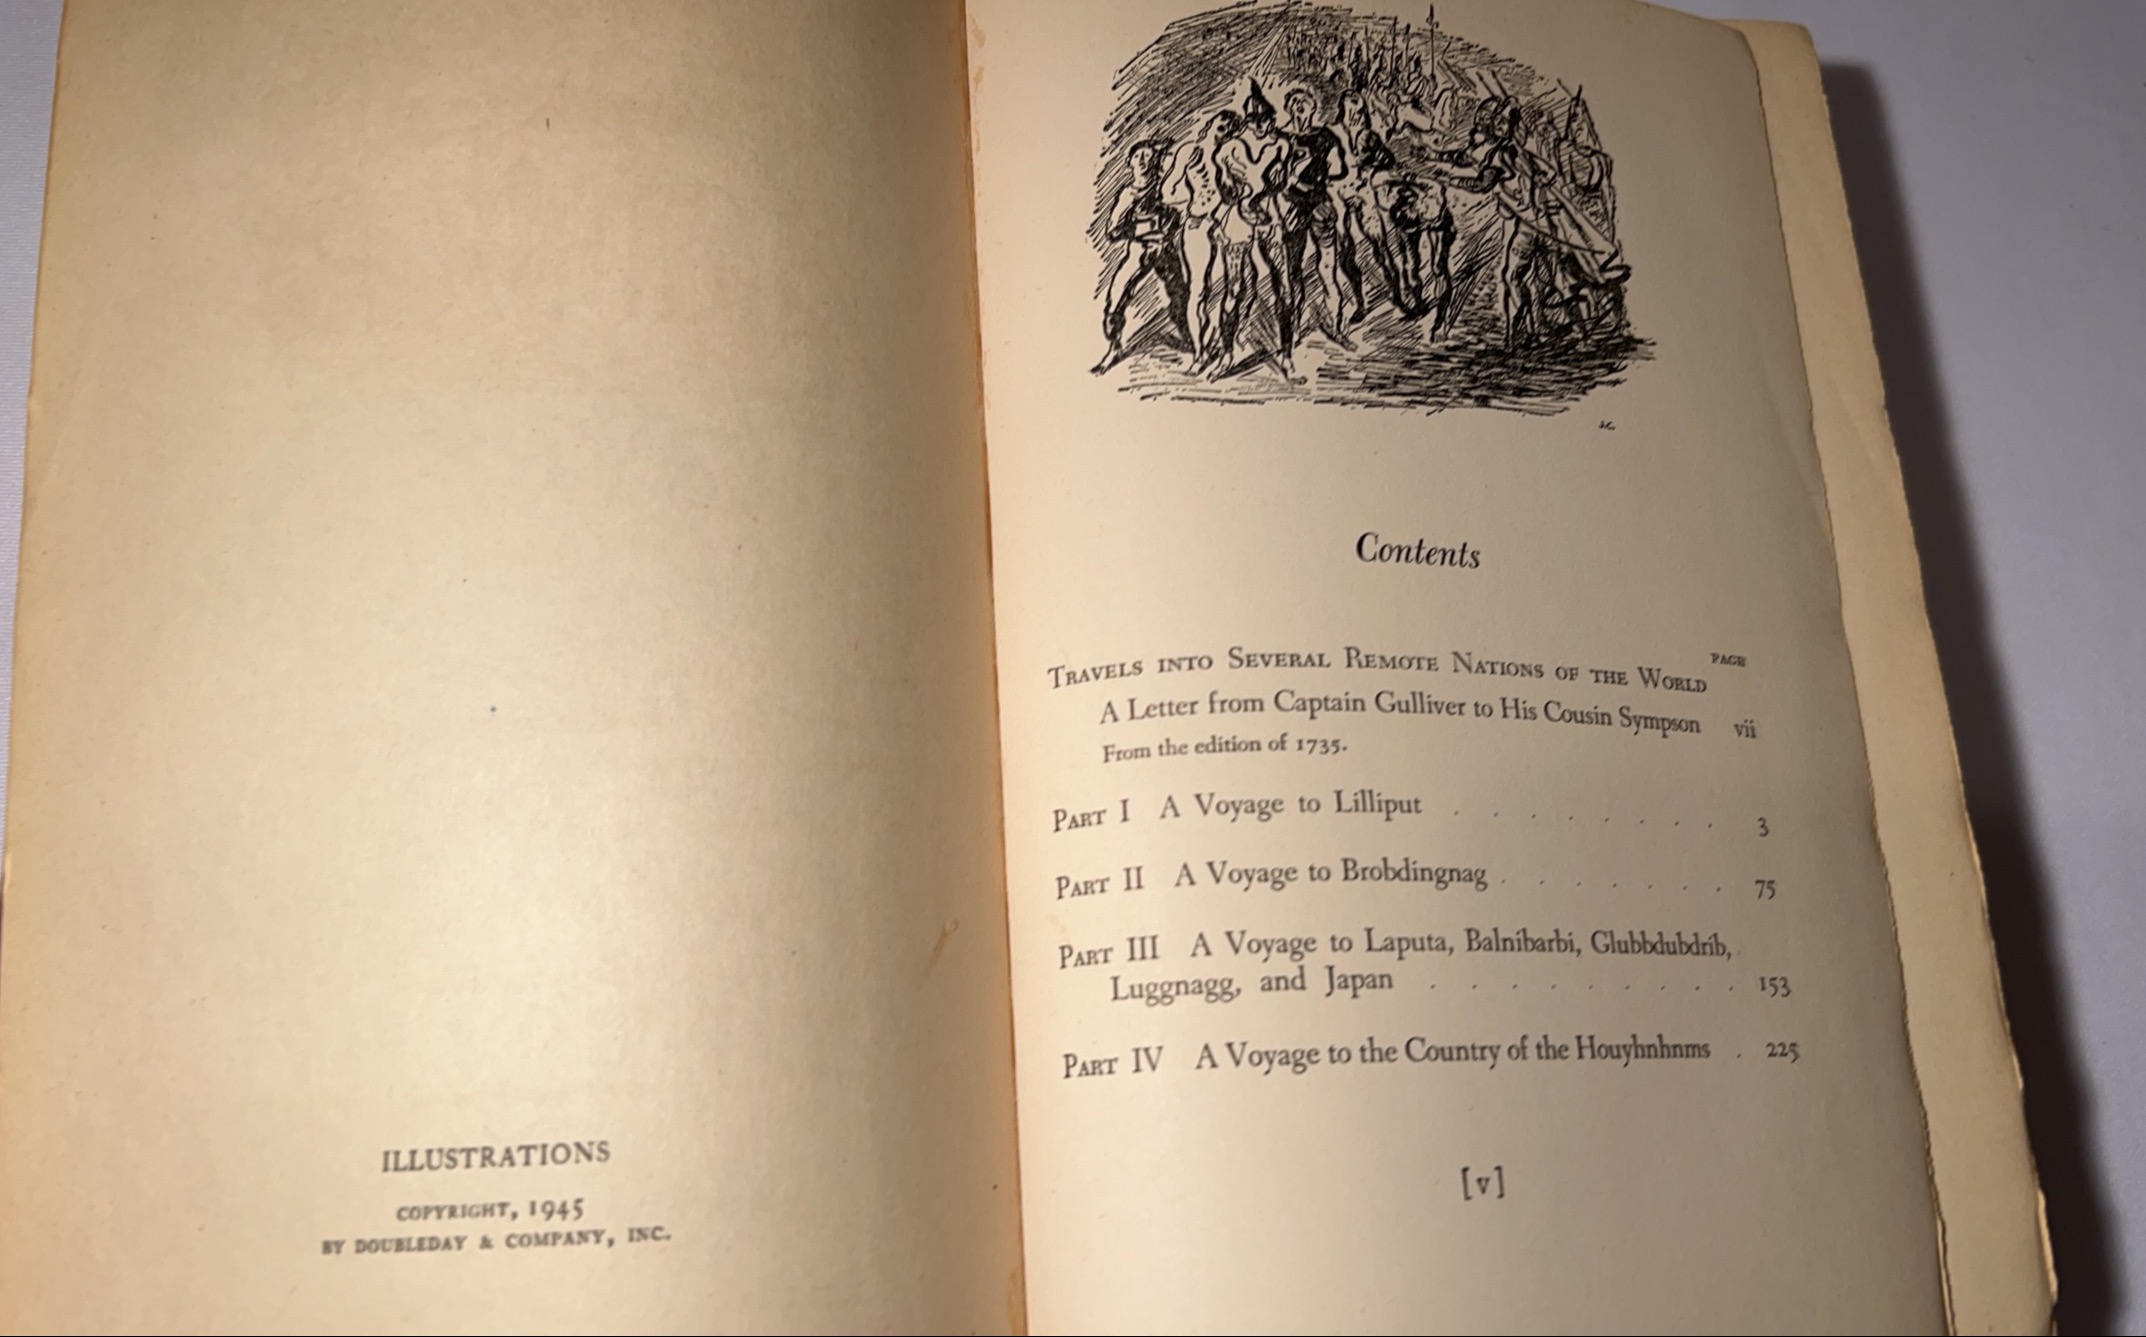 ILLUSTRATIONS
COPYRIGHT, 1945
BY DOUBLEDAY & COMPANY, INC.
Contents
PAGE
TRAVELS INTO SEVERAL REMOTE NATIONS OF THE WORLD
A Letter from Captain Gulliver to His Cousin Sympson vii
From the edition of 1735.
PART I A Voyage to Lilliput . . . . . . . . 3
PART II A Voyage to Brobdingnag . . . . . . . 75
PART III A Voyage to Laputa, Balnibarbi, Glubbdubdrib,
Luggnagg, and Japan . . . . . . . . . 153
PART IV A Voyage to the Country of the Houyhnhnms . 225
[v]